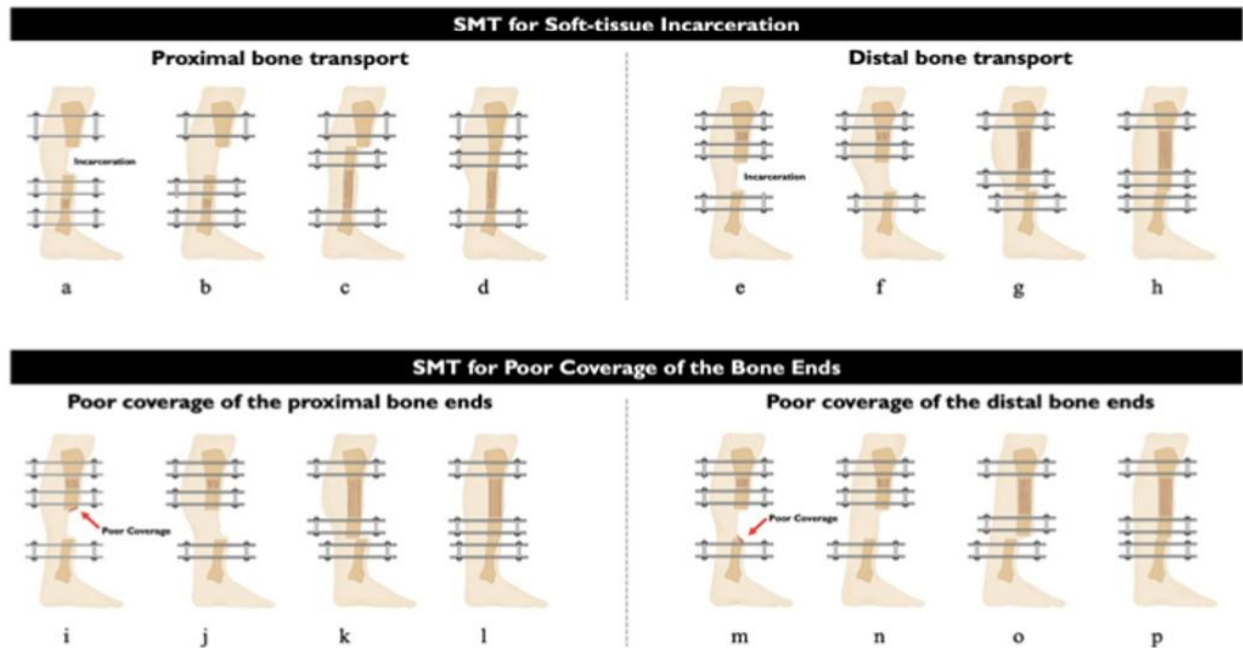 SMT for Soft-tissue Incarceration
Proximal bone transport
Distal bone transport
Incarceration
Incarceration
a b c d e f g h
SMT for Poor Coverage of the Bone Ends
Poor coverage of the proximal bone ends
Poor coverage of the distal bone ends
Poor Coverage
Poor Coverage
i j k l m n o p